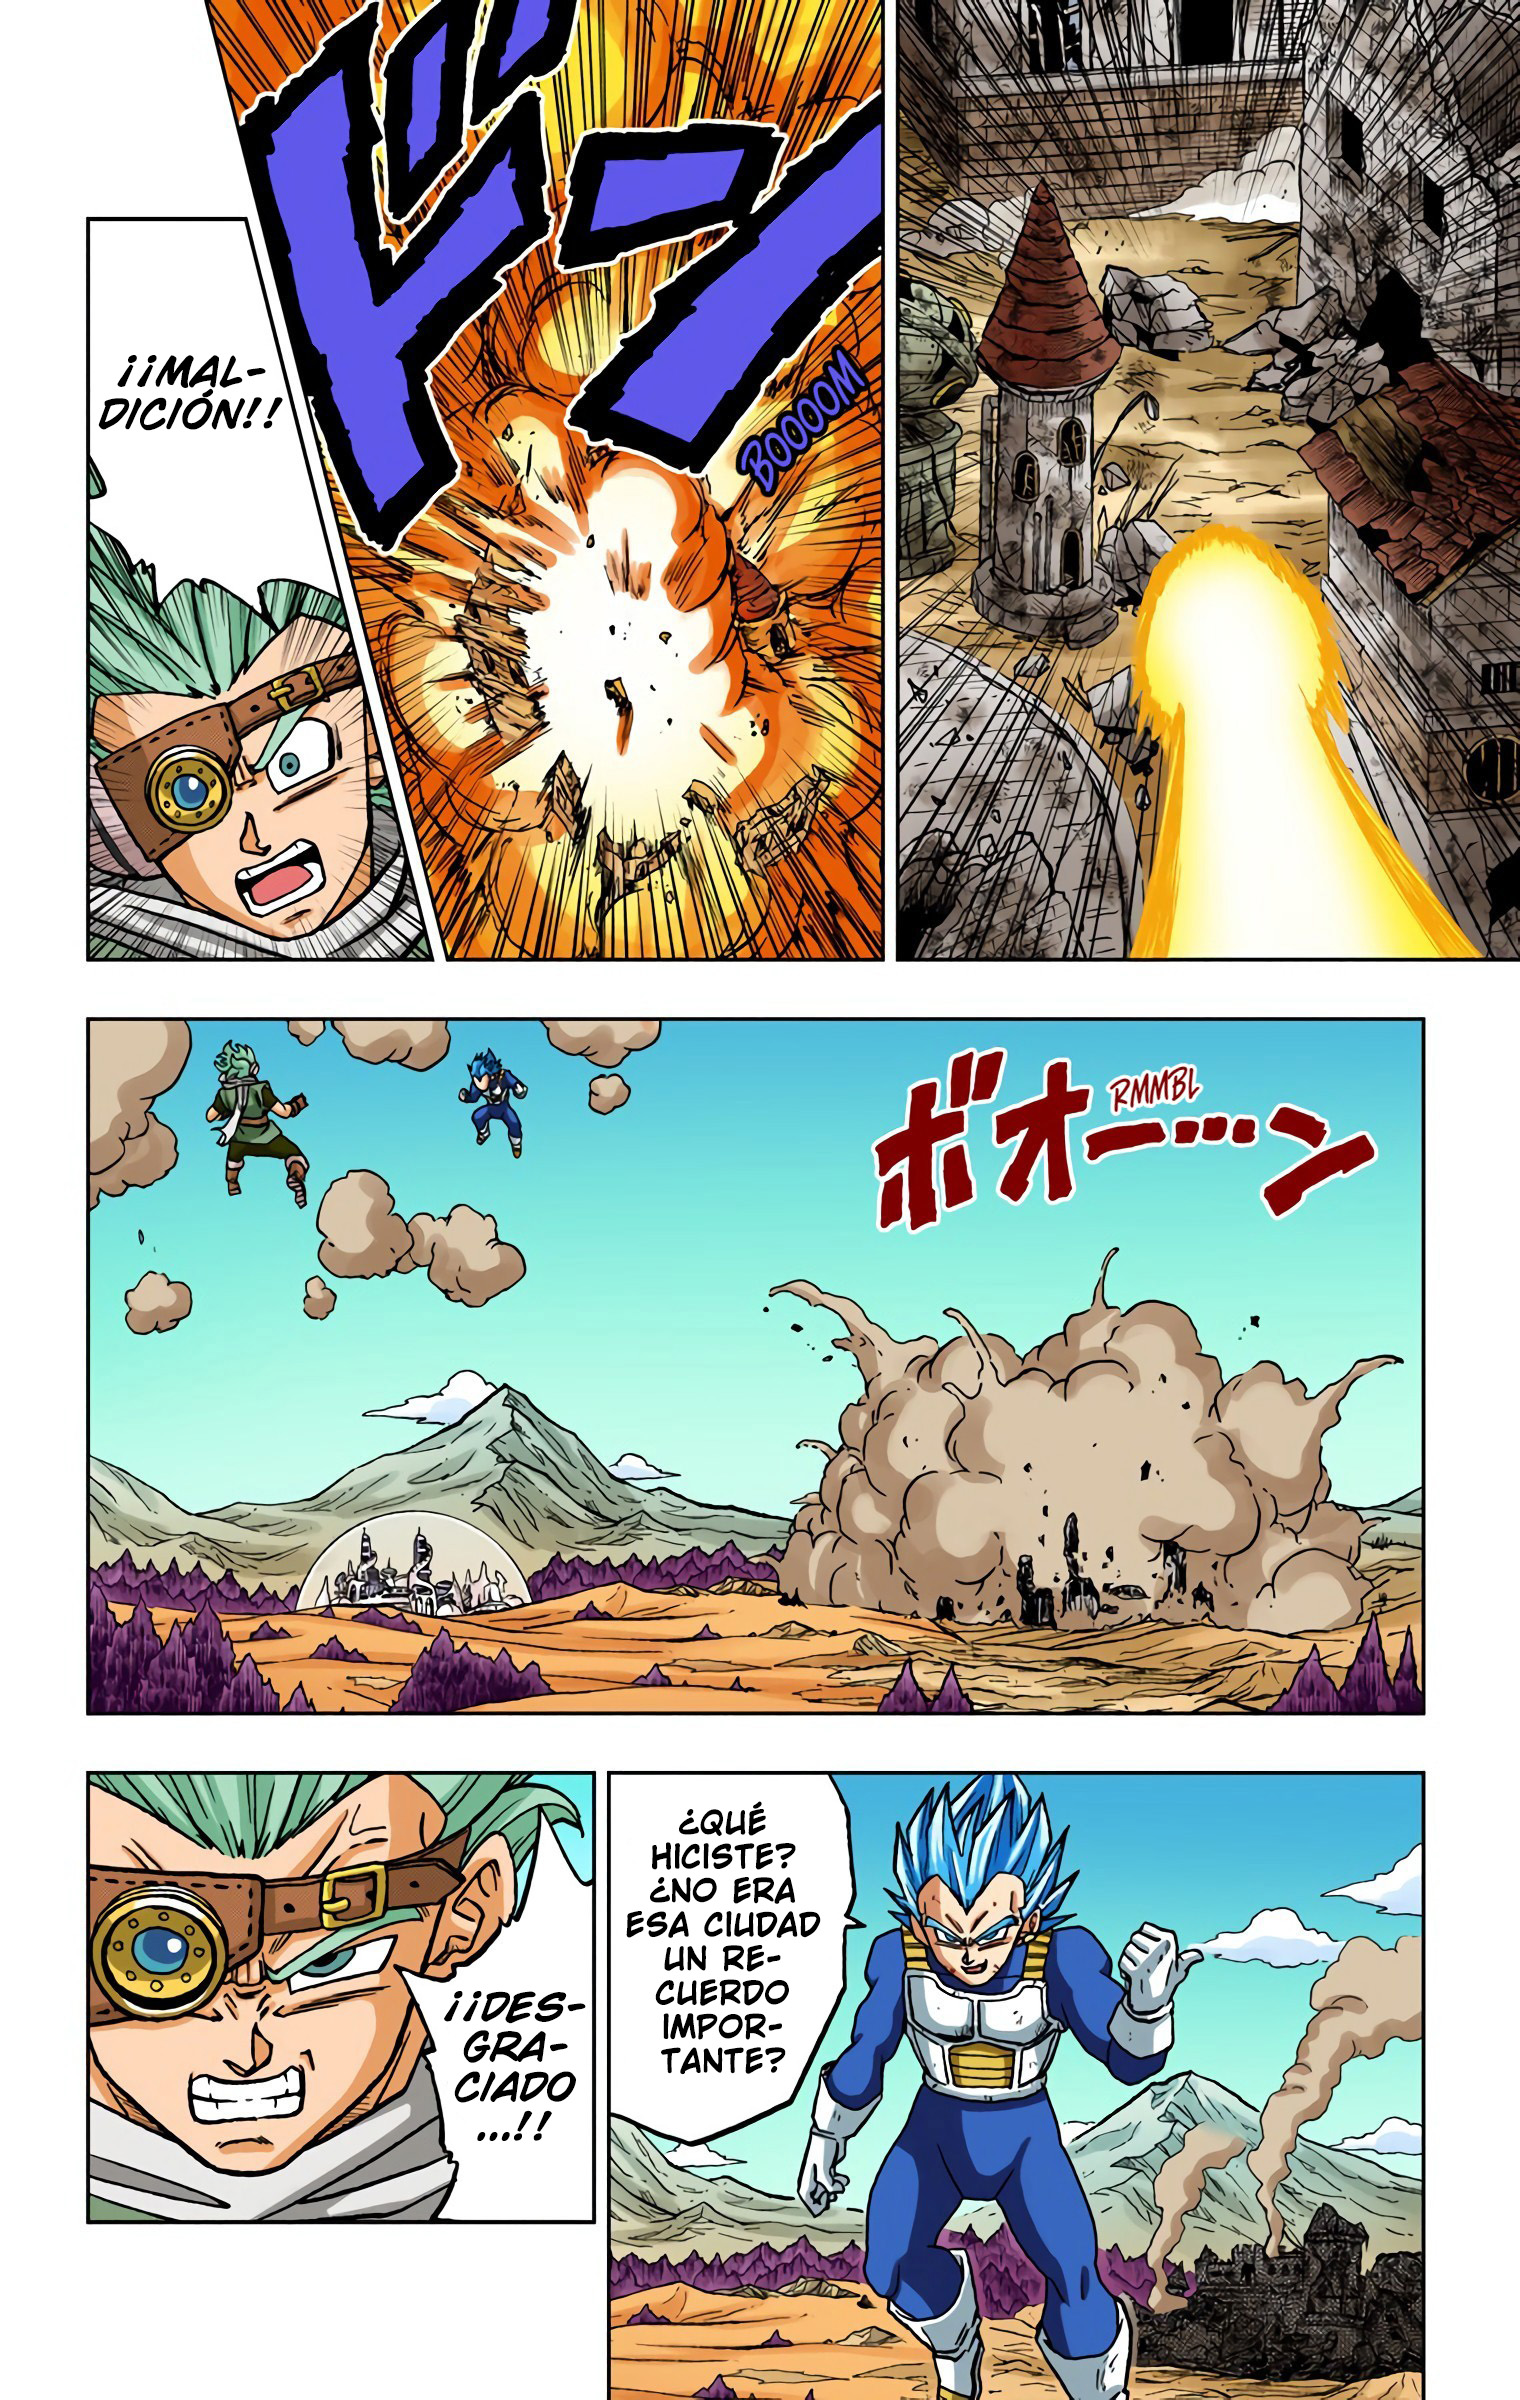 ドーン
BOOOOM
¡¡MAL-
DICIÓN!!
ボオー…ン
RMMBL
¿QUÉ
HICISTE?
¿NO ERA
ESA CIUDAD
UN RE-
CUERDO
IMPOR-
TANTE?
¡¡DES-
GRA-
CIADO
...!!